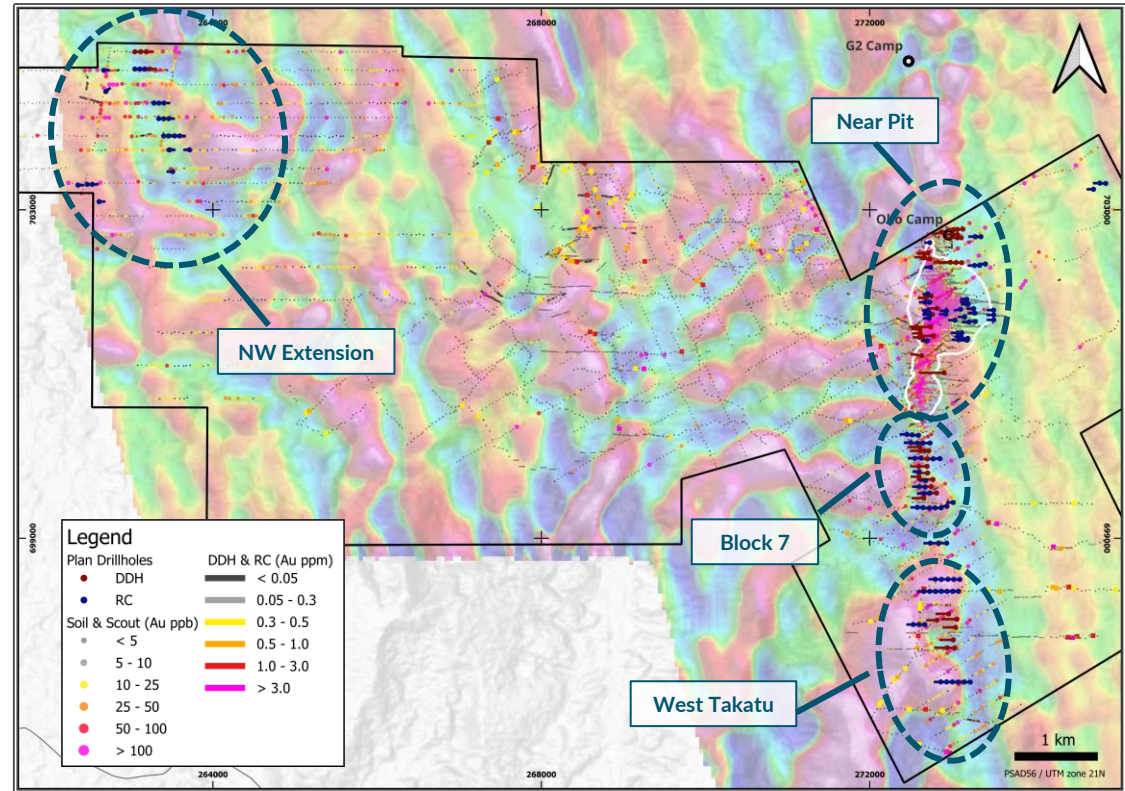 268000
272000
G2 Camp
Near Pit
703000
Camp
703000
NW Extension
699000
699000
Block 7
West Takatu
Legend
Plan Drillholes
DDH
RC
Soil & Scout (Au ppb)
< 5
5 - 10
10 - 25
25 - 50
50 - 100
> 100
DDH & RC (Au ppm)
< 0.05
0.05 - 0.3
0.3 - 0.5
0.5 - 1.0
1.0 - 3.0
> 3.0
1 km
PSAD56 / UTM zone 21N
264000
268000
272000